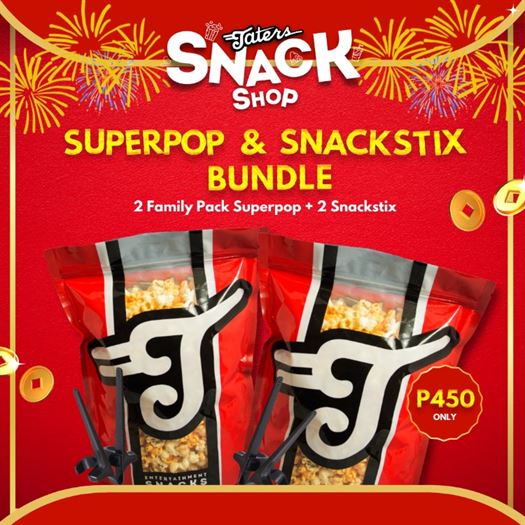 Taters
SNACK
SHOP
SUPERPOP & SNACKSTIX
BUNDLE
2 Family Pack Superpop + 2 Snackstix
T
T
P450
ONLY
ENTERTAINMENT
SNACKS